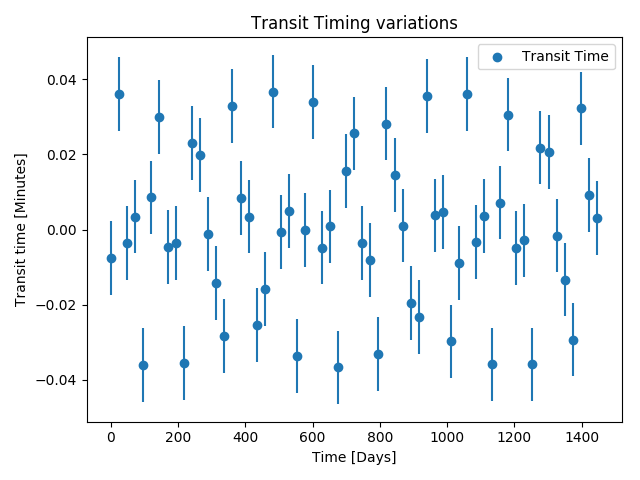 Transit Timing variations
Transit Time
Transit time [Minutes]
0.04
0.02
0.00
−0.02
−0.04
0 200 400 600 800 1000 1200 1400
Time [Days]